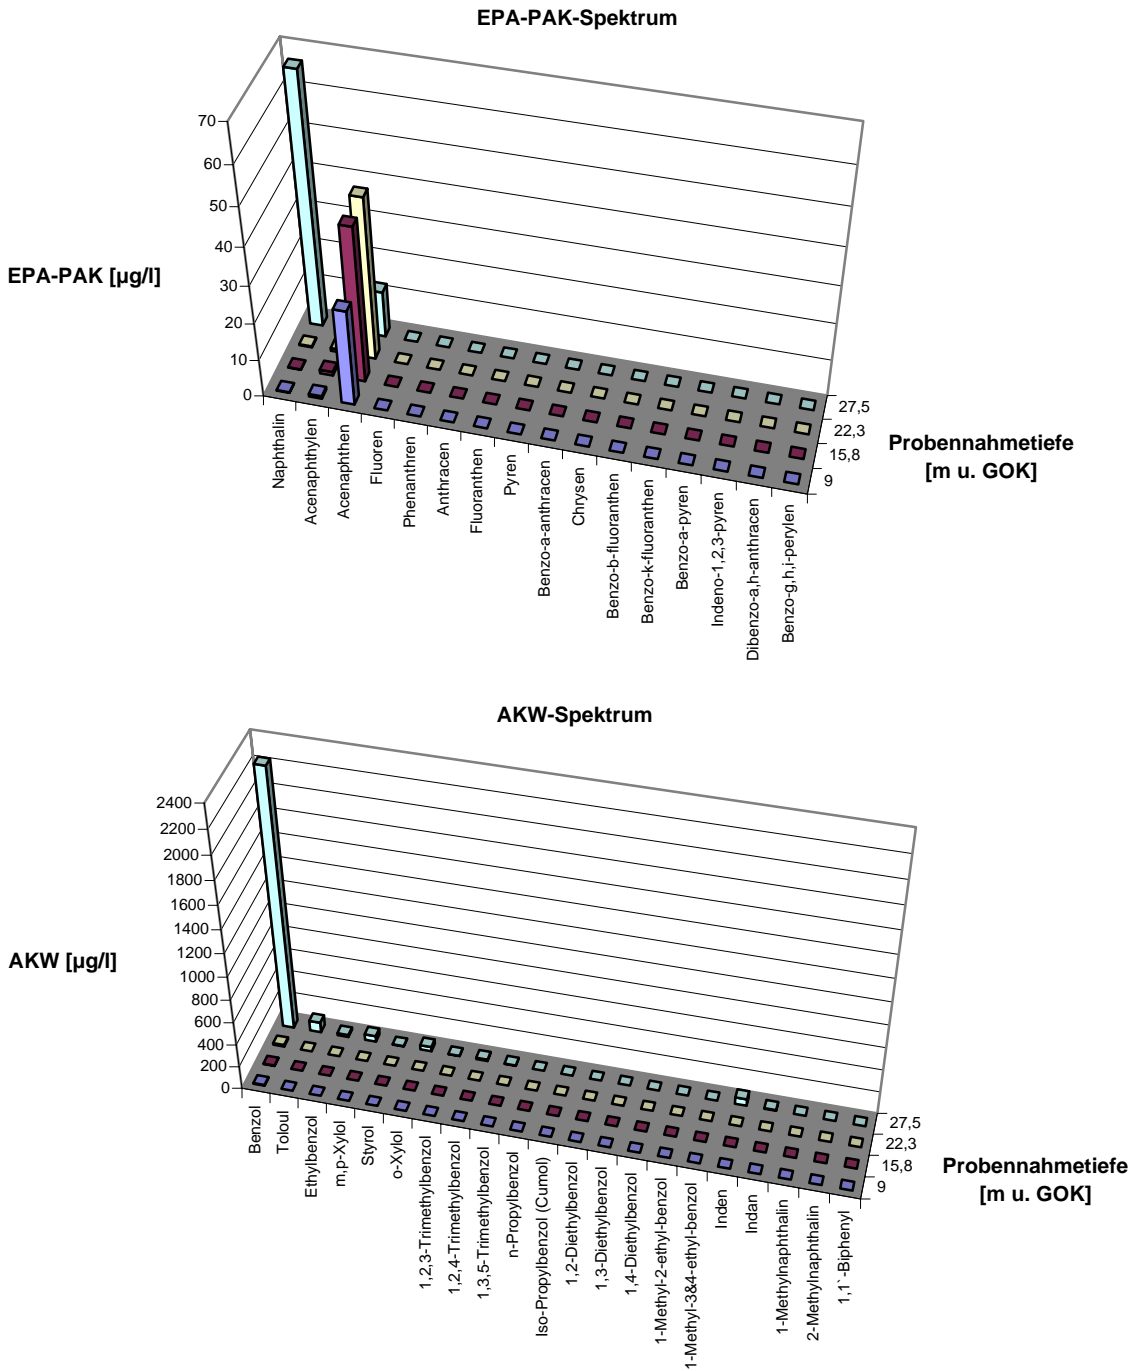 EPA-PAK-Spektrum
70
60
50
40
30
20
10
0
EPA-PAK [µg/l]
Naphthalin
Acenaphthylen
Acenaphthen
Fluoren
Phenanthren
Anthracen
Fluoranthen
Pyren
Benzo-a-anthracen
Chrysen
Benzo-b-fluoranthen
Benzo-k-fluoranthen
Benzo-a-pyren
Indeno-1,2,3-pyren
Dibenzo-a,h-anthracen
Benzo-g,h,i-perylen
27,5
22,3
15,8
9
Probennahmetiefe
[m u. GOK]
AKW-Spektrum
2400
2200
2000
1800
1600
1400
1200
1000
800
600
400
200
0
AKW [µg/l]
Benzol
Toloul
Ethylbenzol
m,p-Xylol
Styrol
o-Xylol
1,2,3-Trimethylbenzol
1,2,4-Trimethylbenzol
1,3,5-Trimethylbenzol
n-Propylbenzol
Iso-Propylbenzol (Cumol)
1,2-Diethylbenzol
1,3-Diethylbenzol
1,4-Diethylbenzol
1-Methyl-2-ethyl-benzol
1-Methyl-3&4-ethyl-benzol
Inden
Indan
1-Methylnaphthalin
2-Methylnaphthalin
1,1`-Biphenyl
27,5
22,3
15,8
9
Probennahmetiefe
[m u. GOK]